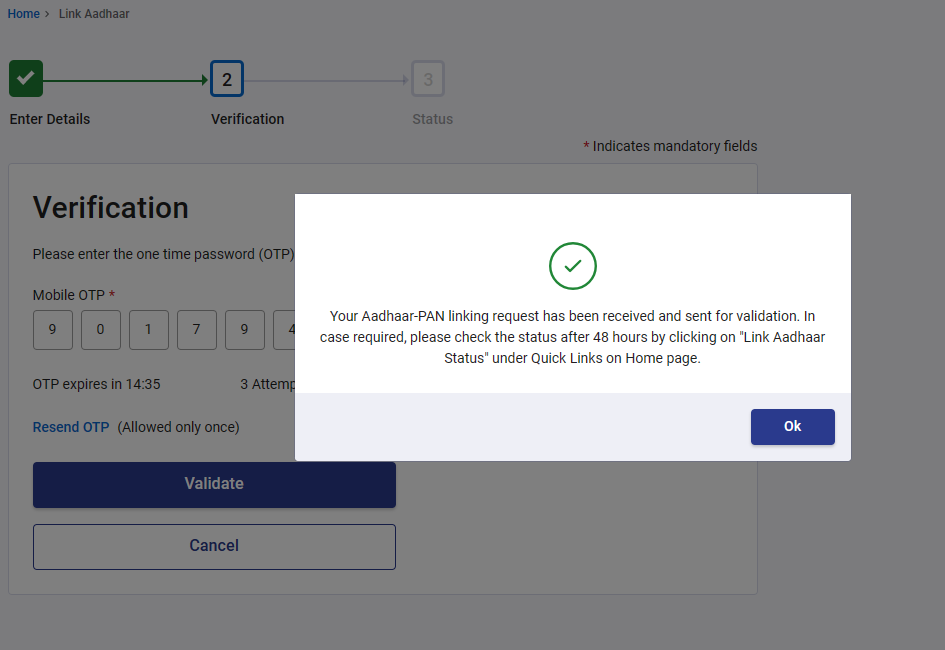 Home > Link Aadhaar
2 3
Enter Details Verification Status
* Indicates mandatory fields
Verification
Please enter the one time password (OTP)
Mobile OTP *
9 0 1 7 9 4
Your Aadhaar-PAN linking request has been received and sent for validation. In
case required, please check the status after 48 hours by clicking on "Link Aadhaar
Status" under Quick Links on Home page.
OTP expires in 14:35 3
Resend OTP (Allowed only once)
Ok
Validate
Cancel